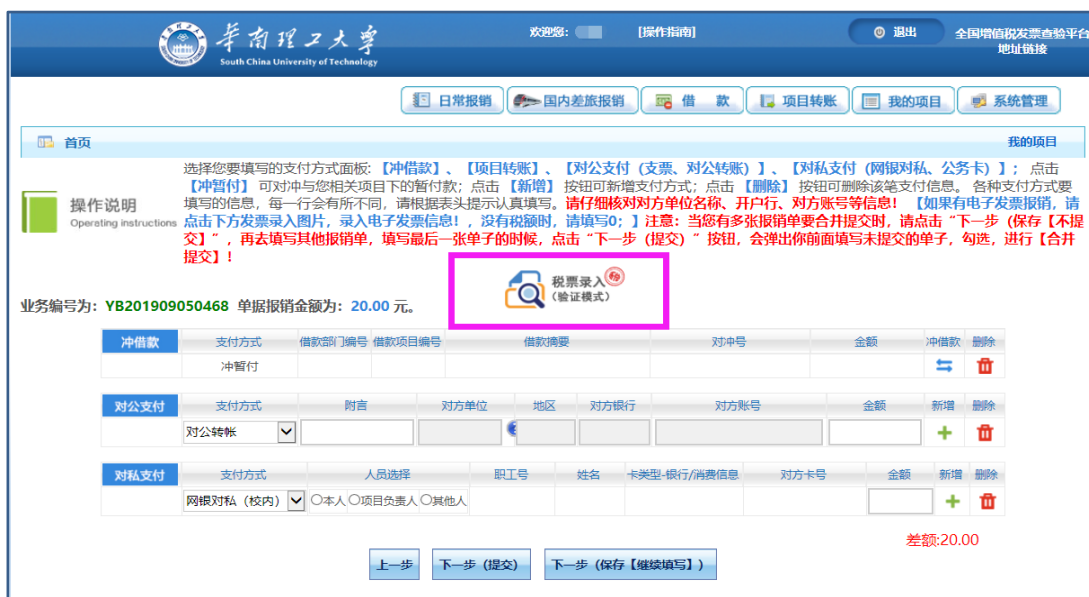 華南理工大学
South China University of Technology
欢迎您:
[操作指南]
退出
全国增值税发票查验平台
地址链接
日常报销
国内差旅报销
借 款
项目转账
我的项目
系统管理
首页
我的项目
操作说明
Operating instructions
选择您要填写的支付方式面板:【冲借款】、【项目转账】、【对公支付（支票、对公转账）】、【对私支付（网银对私、公务卡）】; 点击
【冲暂付】可对冲与您相关项目下的暂付款; 点击【新增】按钮可新增支付方式; 点击【删除】按钮可删除该笔支付信息。各种支付方式要
填写的信息, 每一行会有所不同, 请根据表头提示认真填写。请仔细核对对方单位名称、开户行、对方账号等信息! 【如果有电子发票报销, 请
点击下方发票录入图片, 录入电子发票信息!, 没有税额时, 请填写0; 】注意: 当您有多张报销单要合并提交时, 请点击“下一步（保存【不提
交】”, 再去填写其他报销单, 填写最后一张单子的时候, 点击“下一步（提交）”按钮, 会弹出你前面填写未提交的单子, 勾选, 进行【合并
提交】!
税票录入
（验证模式）
业务编号为: YB201909050468 单据报销金额为: 20.00 元。
冲借款 支付方式 借款部门编号 借款项目编号 借款摘要 对冲号 金额 冲借款 删除
冲暂付
对公支付 支付方式 附言 对方单位 地区 对方银行 对方账号 金额 新增 删除
对公转帐
对私支付 支付方式 人员选择 职工号 姓名 卡类型-银行/消费信息 对方卡号 金额 新增 删除
网银对私（校内） 本人 项目负责人 其他人
差额:20.00
上一步
下一步（提交）
下一步（保存【继续填写】）